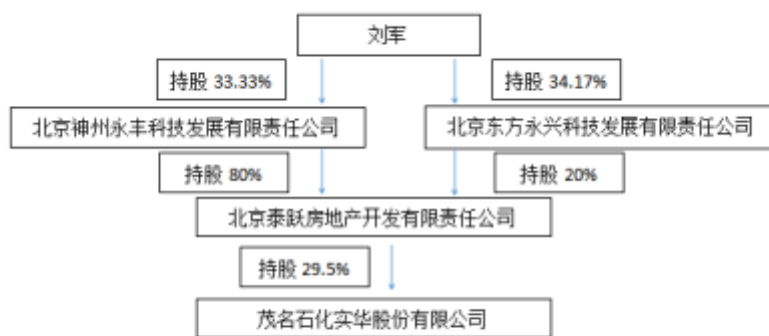 刘军
持股 33.33%
持股 34.17%
北京神州永丰科技发展有限责任公司
北京东方永兴科技发展有限责任公司
持股 80%
持股 20%
北京泰跃房地产开发有限责任公司
持股 29.5%
茂名石化实华股份有限公司